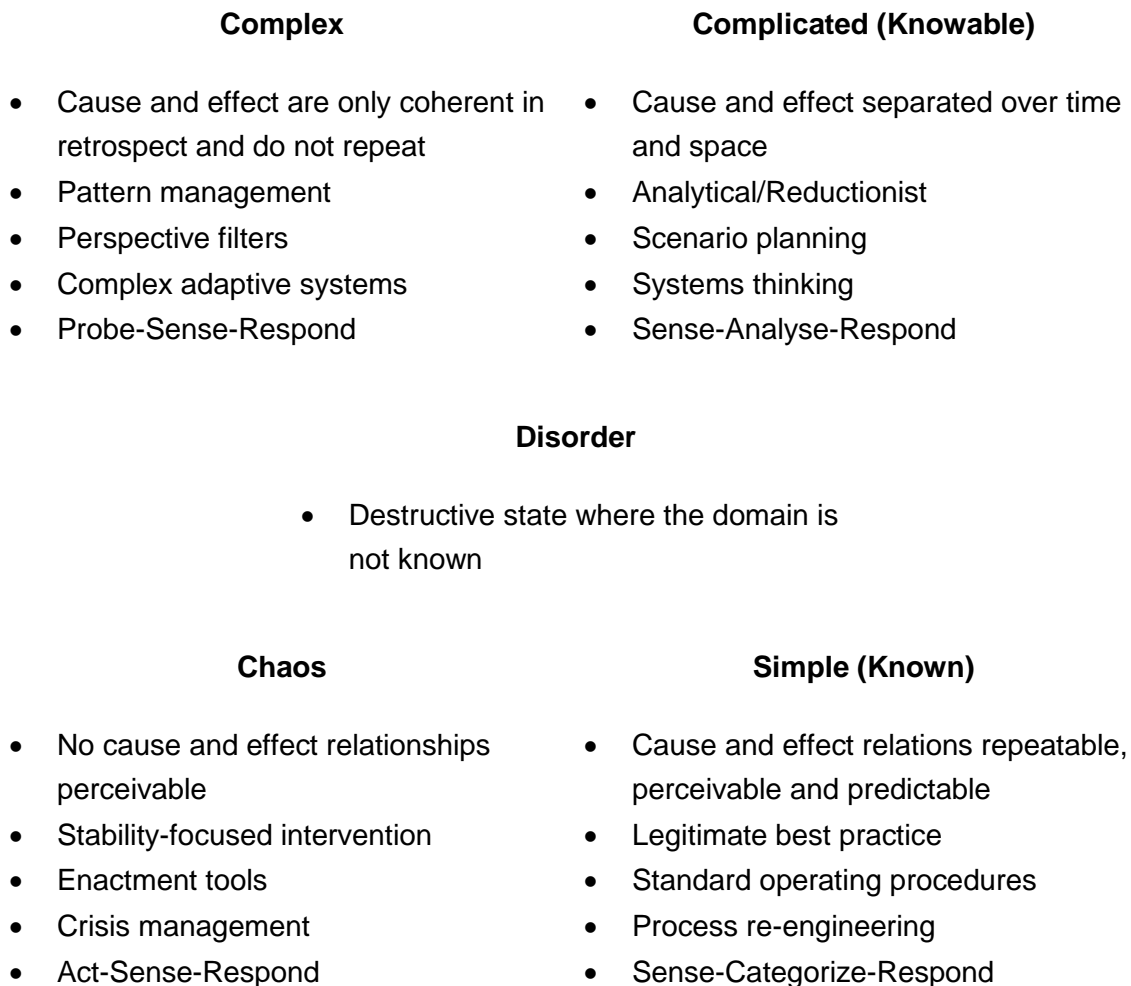 Complex
• Cause and effect are only coherent in
retrospect and do not repeat
• Pattern management
• Perspective filters
• Complex adaptive systems
• Probe-Sense-Respond
Complicated (Knowable)
• Cause and effect separated over time
and space
• Analytical/Reductionist
• Scenario planning
• Systems thinking
• Sense-Analyse-Respond
Disorder
• Destructive state where the domain is
not known
Chaos
• No cause and effect relationships
perceivable
• Stability-focused intervention
• Enactment tools
• Crisis management
• Act-Sense-Respond
Simple (Known)
• Cause and effect relations repeatable,
perceivable and predictable
• Legitimate best practice
• Standard operating procedures
• Process re-engineering
• Sense-Categorize-Respond